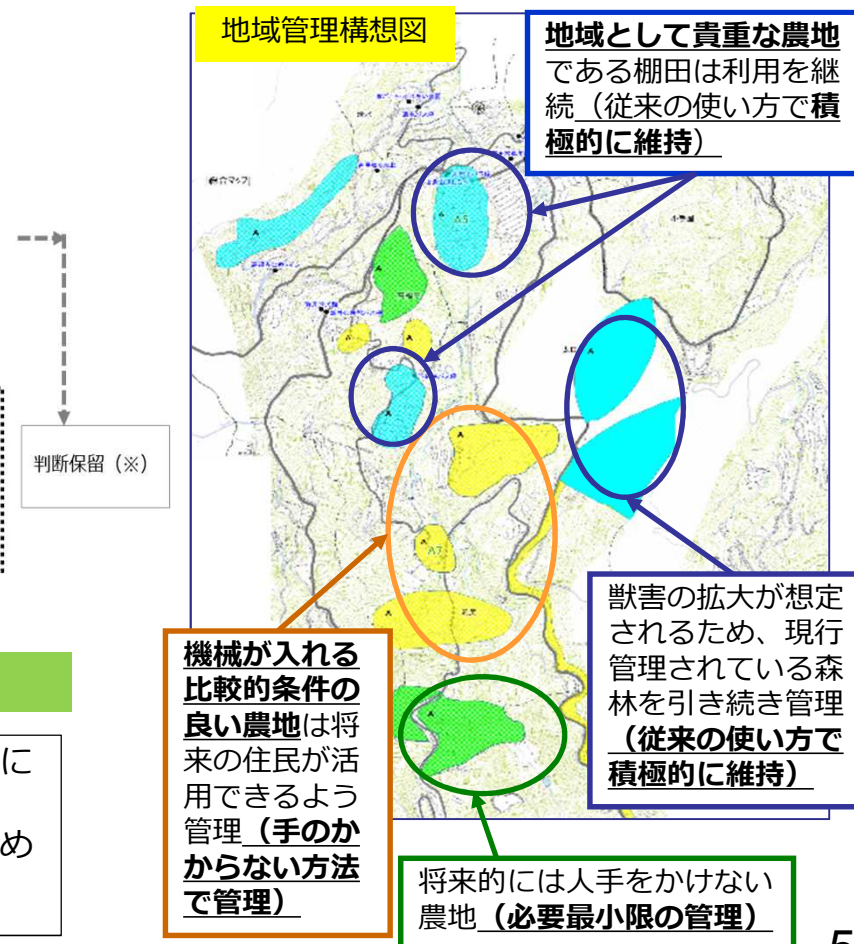 地域管理構想図
地域として貴重な農地
である棚田は利用を継
続（従来の使い方で積
極的に維持）
判断保留（※）
獣害の拡大が想定
されるため、現行
管理されている森
林を引き続き管理
（従来の使い方で
積極的に維持）
機械が入れる
比較的条件の
良い農地は将
来の住民が活
用できるよう
管理（手のか
からない方法
で管理）
に
め
将来的には人手をかけない
農地（必要最小限の管理）
A
A5
A
A
A
A
A
A
A7
A
A
5